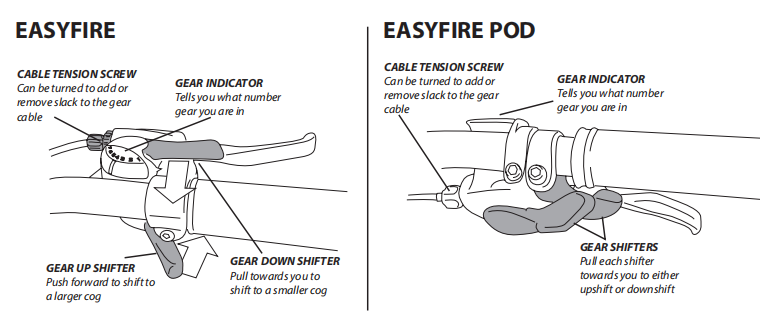 EASYFIRE
CABLE TENSION SCREW
Can be turned to add or
remove slack to the gear
cable
GEAR INDICATOR
Tells you what number
gear you are in
GEAR UP SHIFTER
Push forward to shift to
a larger cog
GEAR DOWN SHIFTER
Pull towards you to
shift to a smaller cog
EASYFIRE POD
CABLE TENSION SCREW
Can be turned to add or
remove slack to the gear
cable
GEAR INDICATOR
Tells you what number
gear you are in
GEAR SHIFTERS
Pull each shifter
towards you to either
upshift or downshift